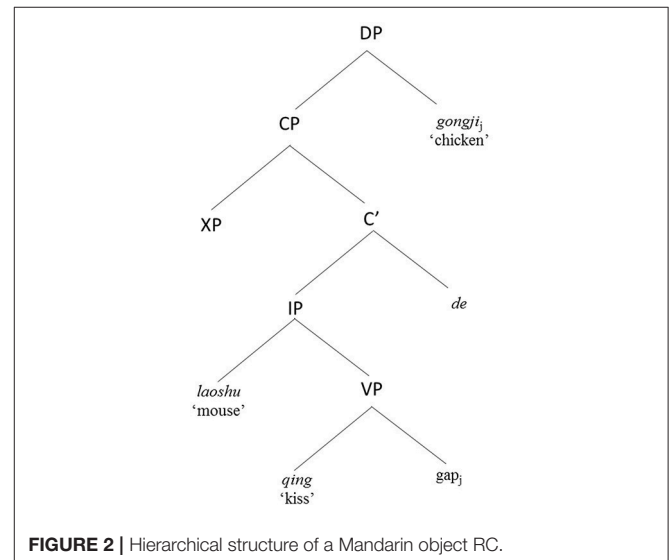 DP
CP
gongjij
‘chicken’
XP
C′
IP
de
laoshu
‘mouse’
VP
qing
‘kiss’
gapj
FIGURE 2 | Hierarchical structure of a Mandarin object RC.